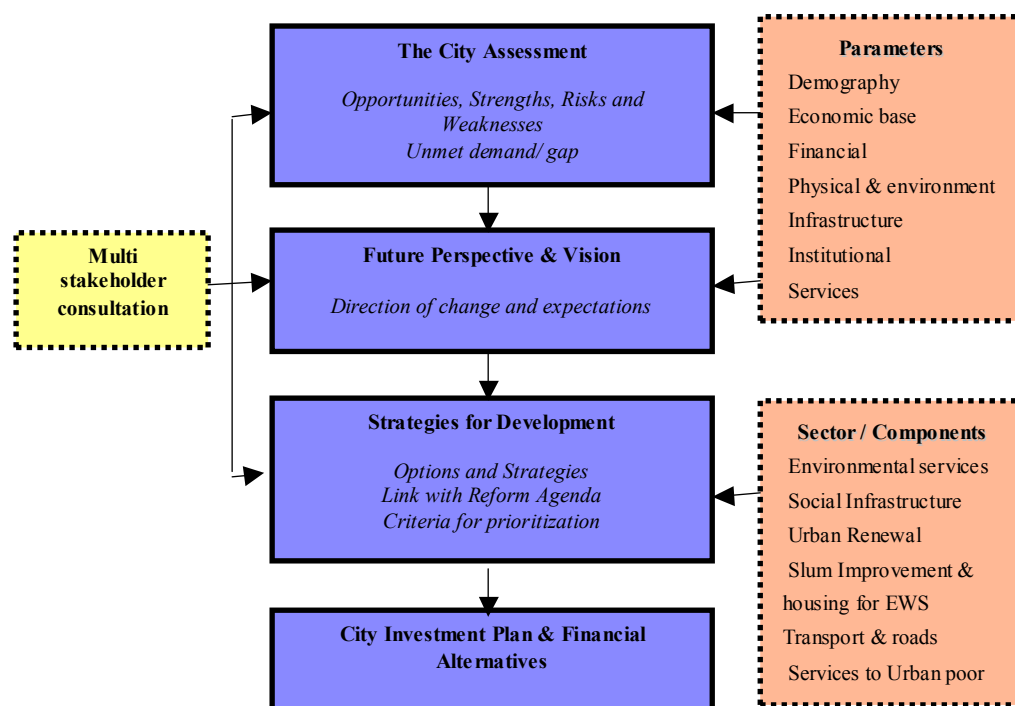 The City Assessment
Opportunities, Strengths, Risks and
Weaknesses
Unmet demand/ gap
Parameters
Demography
Economic base
Financial
Physical & environment
Infrastructure
Institutional
Services
Multi
stakeholder
consultation
Future Perspective & Vision
Direction of change and expectations
Strategies for Development
Options and Strategies
Link with Reform Agenda
Criteria for prioritization
Sector / Components
Environmental services
Social Infrastructure
Urban Renewal
Slum Improvement &
housing for EWS
Transport & roads
Services to Urban poor
City Investment Plan & Financial
Alternatives